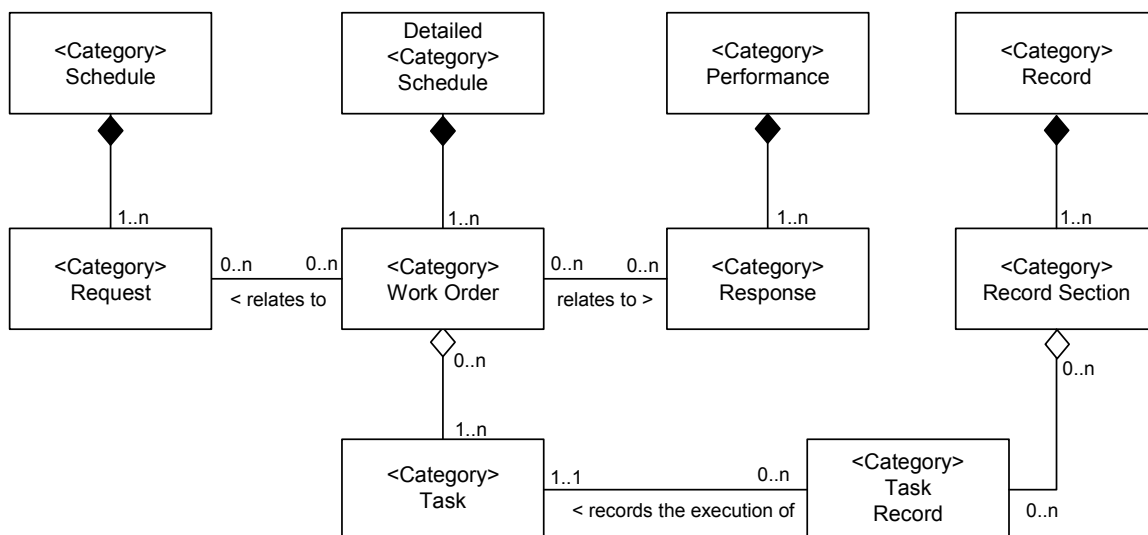 <Category>
Schedule
Detailed
<Category>
Schedule
<Category>
Performance
<Category>
Record
1..n
1..n
1..n
1..n
<Category>
Request
0..n
0..n
< relates to
<Category>
Work Order
0..n
0..n
relates to >
<Category>
Response
<Category>
Record Section
0..n
0..n
1..n
<Category>
Task
1..1
0..n
< records the execution of
<Category>
Task
Record
0..n